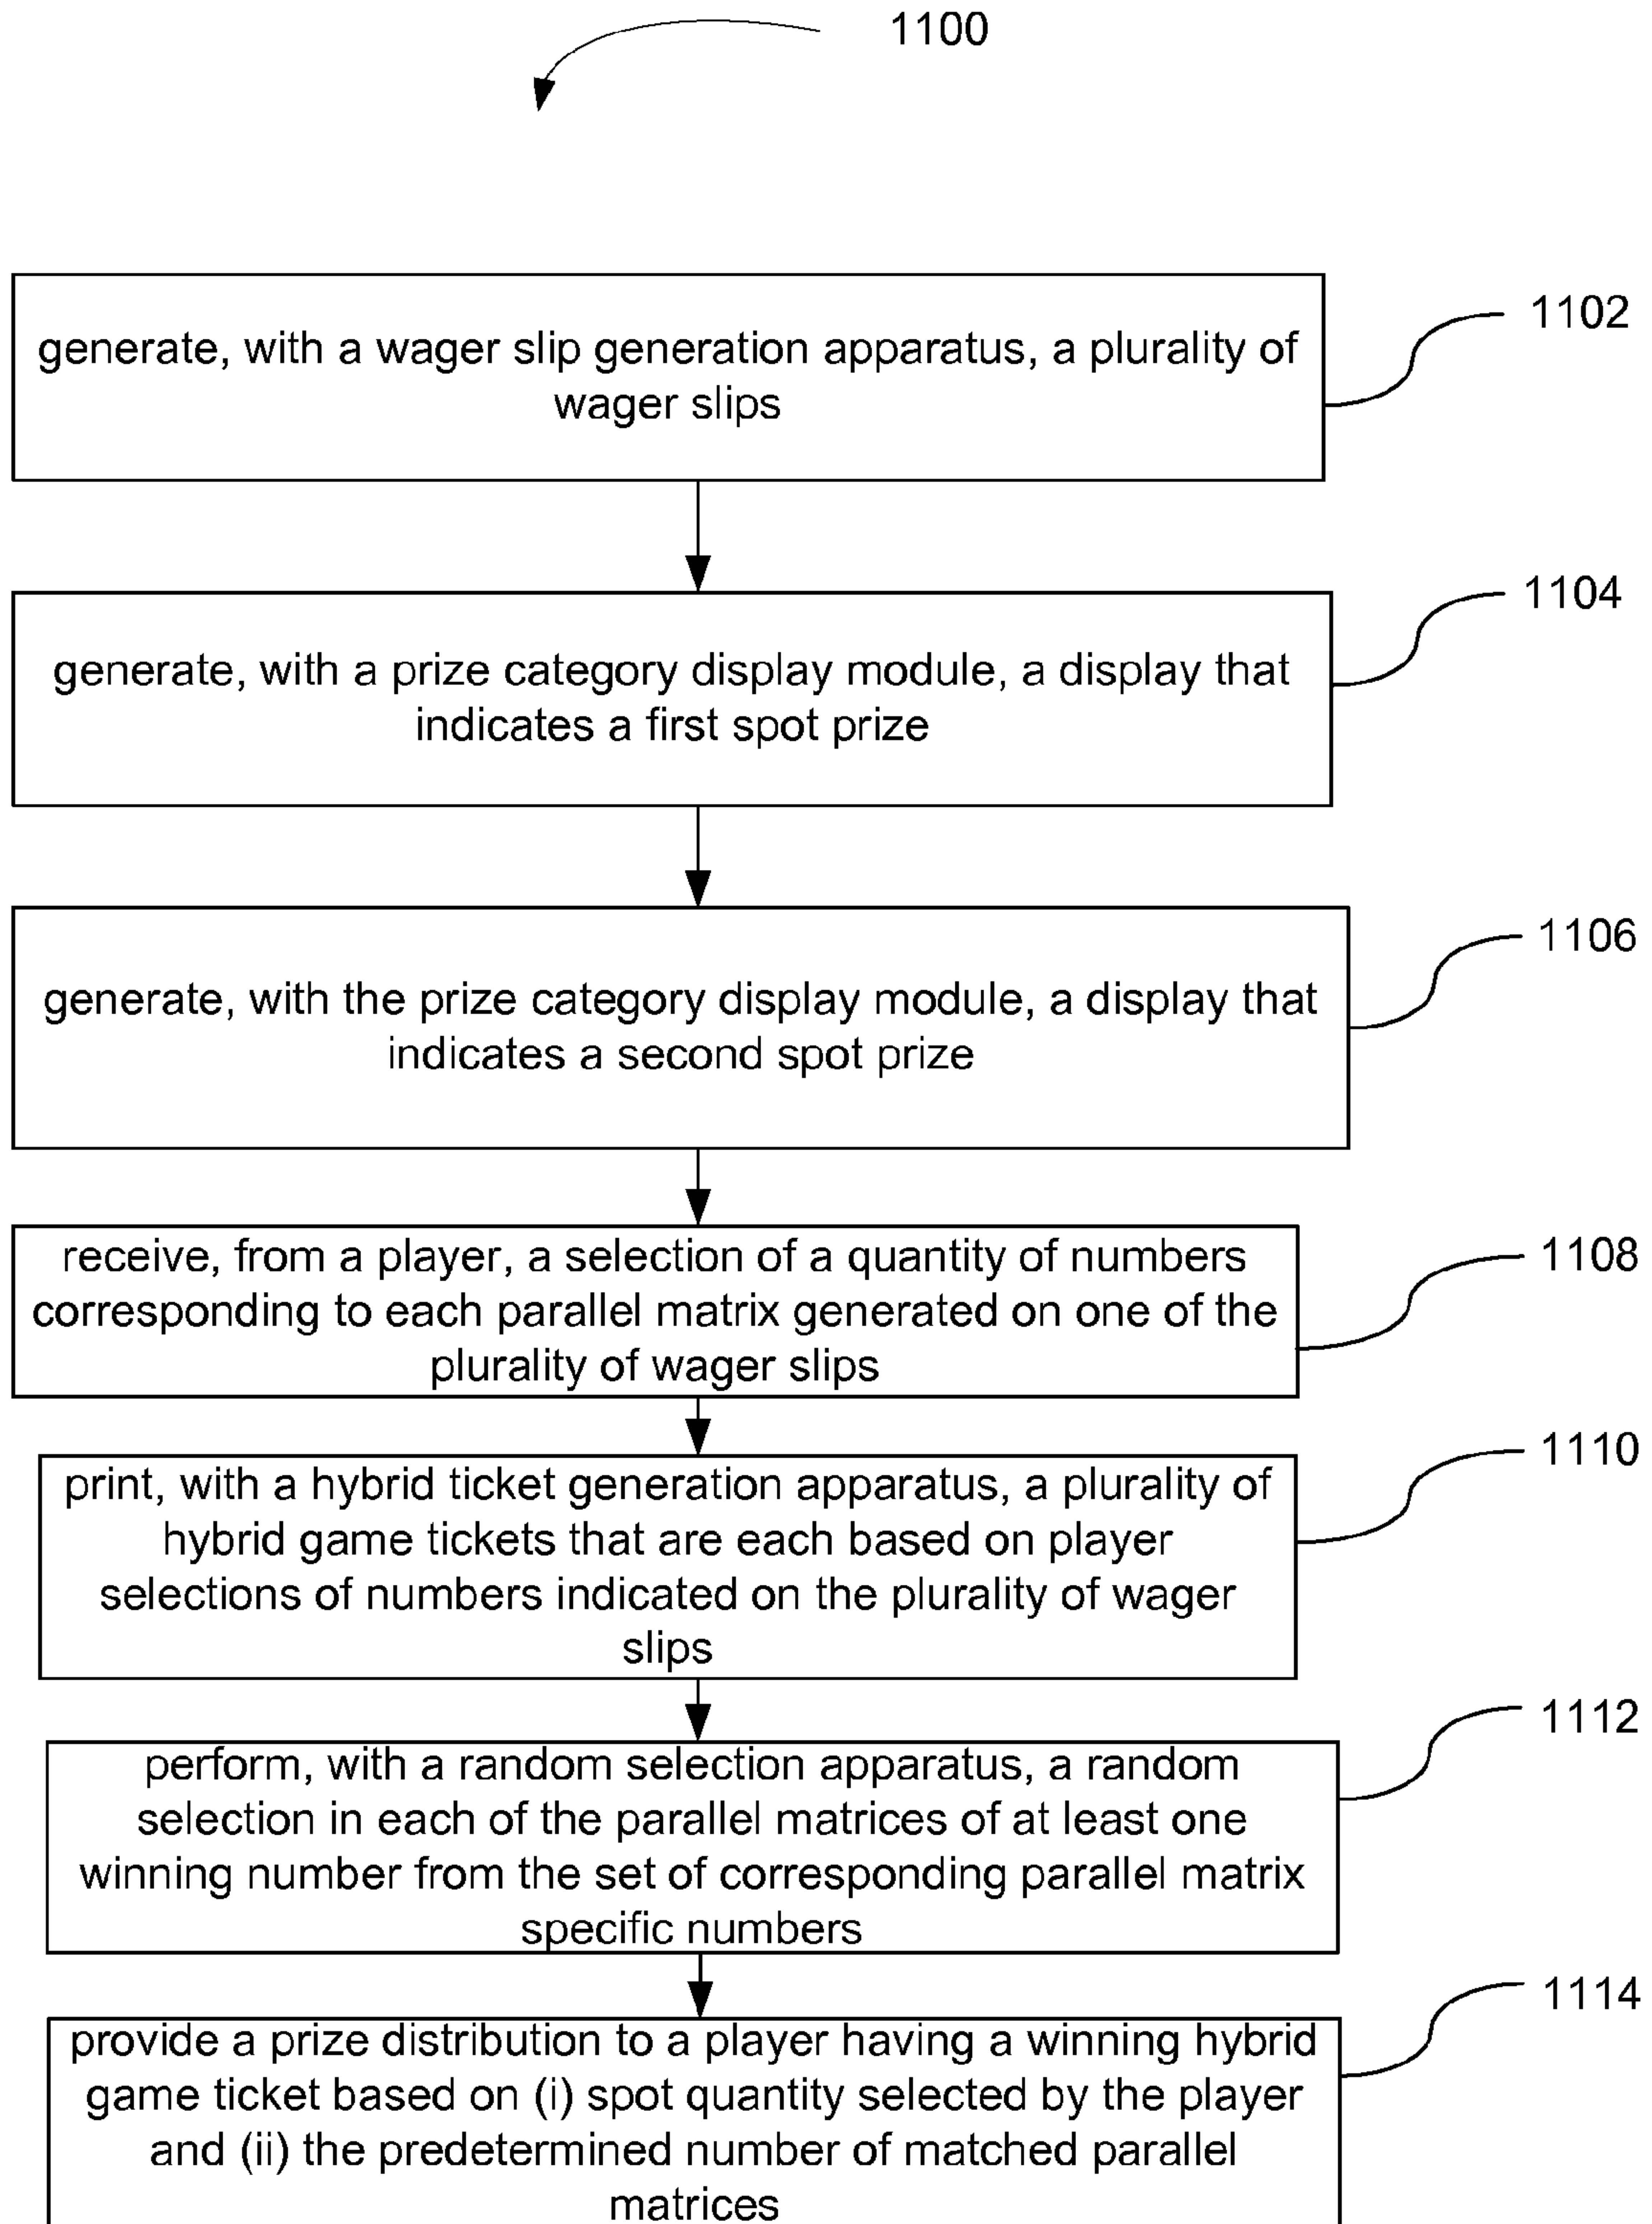 1100
generate, with a wager slip generation apparatus, a plurality of
wager slips
1102
generate, with a prize category display module, a display that
indicates a first spot prize
1104
generate, with the prize category display module, a display that
indicates a second spot prize
1106
receive, from a player, a selection of a quantity of numbers
corresponding to each parallel matrix generated on one of the
plurality of wager slips
1108
print, with a hybrid ticket generation apparatus, a plurality of
hybrid game tickets that are each based on player
selections of numbers indicated on the plurality of wager
slips
1110
perform, with a random selection apparatus, a random
selection in each of the parallel matrices of at least one
winning number from the set of corresponding parallel matrix
specific numbers
1112
provide a prize distribution to a player having a winning hybrid
game ticket based on (i) spot quantity selected by the player
and (ii) the predetermined number of matched parallel
matrices
1114